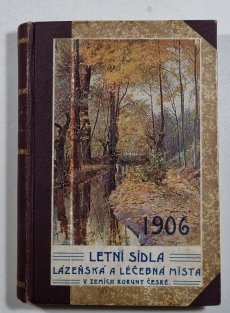 1906
LETNÍ SÍDLA
LÁZEŇSKÁ A LÉČEBNÁ MÍSTA
V ZEMÍCH KORUNY ČESKÉ.